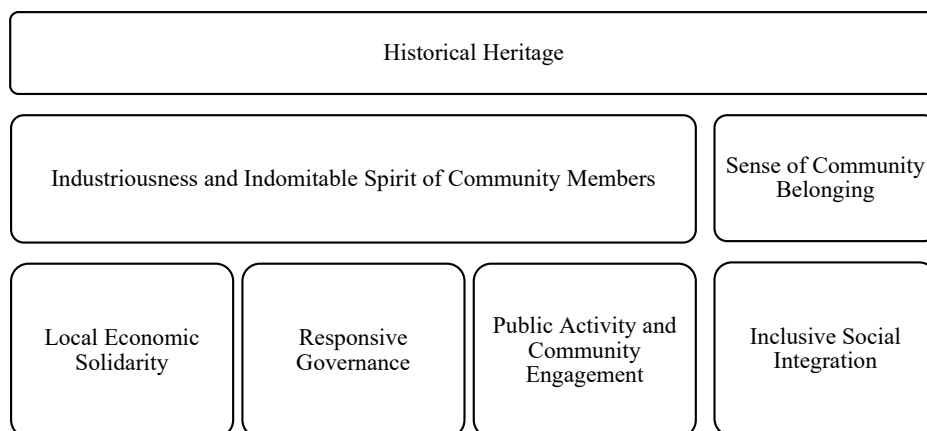 Historical Heritage
Industriousness and Indomitable Spirit of Community Members
Sense of Community
Belonging
Local Economic
Solidarity
Responsive
Governance
Public Activity and
Community
Engagement
Inclusive Social
Integration